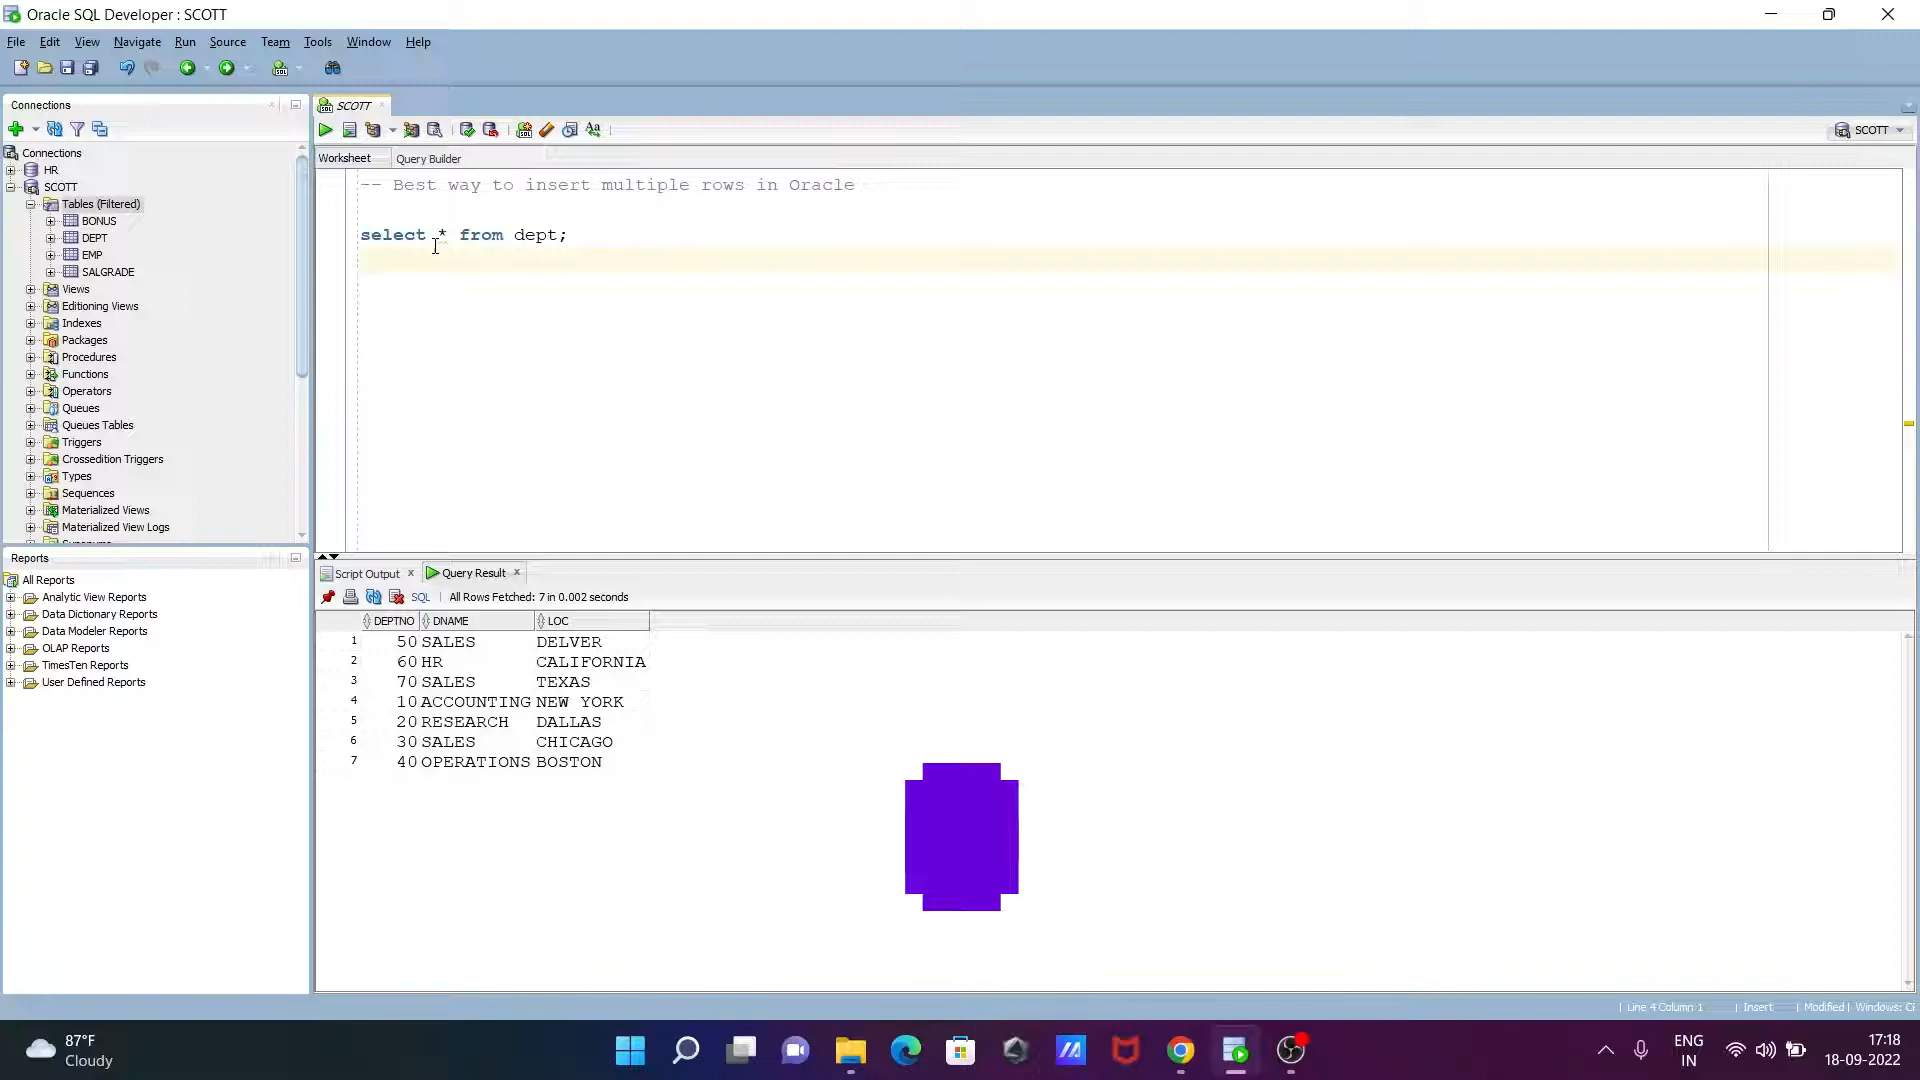 Oracle SQL Developer : SCOTT
File Edit View Navigate Run Source Team Tools Window Help
Connections
Connections
HR
SCOTT
Tables (Filtered)
BONUS
DEPT
EMP
SALGRADE
Views
Editioning Views
Indexes
Packages
Procedures
Functions
Operators
Queues
Queues Tables
Triggers
Crossedition Triggers
Types
Sequences
Materialized Views
Materialized View Logs
Reports
All Reports
Analytic View Reports
Data Dictionary Reports
Data Modeler Reports
OLAP Reports
TimesTen Reports
User Defined Reports
SCOTT
SCOTT
Worksheet Query Builder
-- Best way to insert multiple rows in Oracle
select * from dept;
Script Output x Query Result x
SQL | All Rows Fetched: 7 in 0.002 seconds
DEPTNO DNAME LOC
1 50 SALES DELVER
2 60 HR CALIFORNIA
3 70 SALES TEXAS
4 10 ACCOUNTING NEW YORK
5 20 RESEARCH DALLAS
6 30 SALES CHICAGO
7 40 OPERATIONS BOSTON
| Line 4 Column 1 | Insert | Modified | Windows: C
87°F
Cloudy
ENG
IN
17:18
18-09-2022